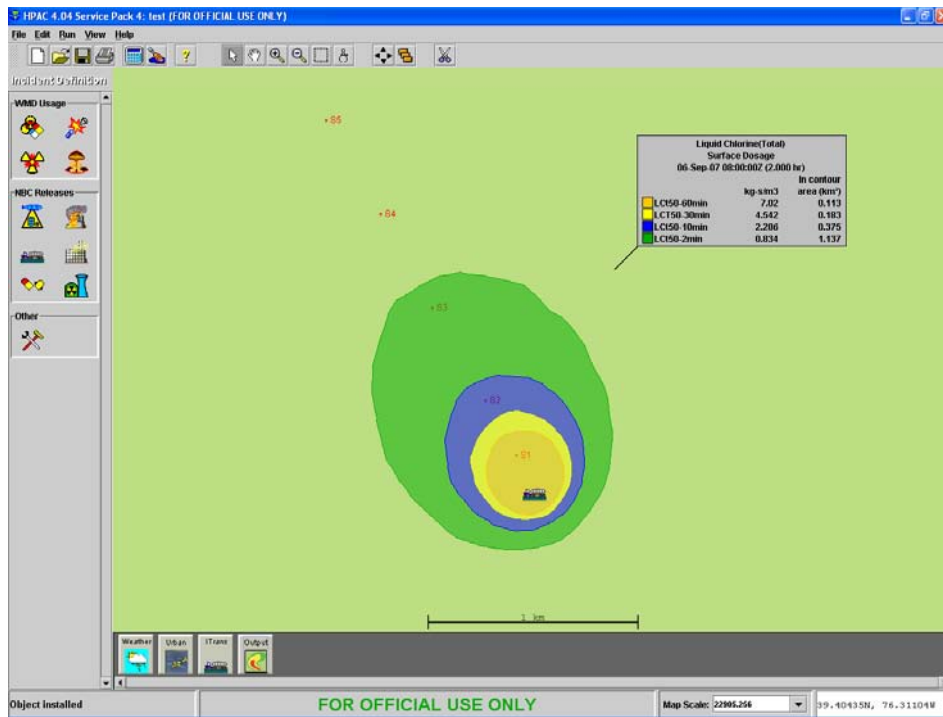 HPAC 4.04 Service Pack 4: test (FOR OFFICIAL USE ONLY)
File Edit Run View Help
Incident Definition
WMD Usage
NBC Releases
Other
85
84
83
82
81
Liquid Chlorine(Total)
Surface Dosage
06-Sep-07 08:00:00Z (2.000 hr)
In contour
kg-s/m3 area (km²)
LCt50-60min 7.02 0.113
LCT50-30min 4.542 0.183
LCt50-10min 2.206 0.375
LCt50-2min 0.834 1.137
1 km
Weather Urban ITrans Output
Object installed FOR OFFICIAL USE ONLY Map Scale: 22905.256 39.40435N, 76.31104W